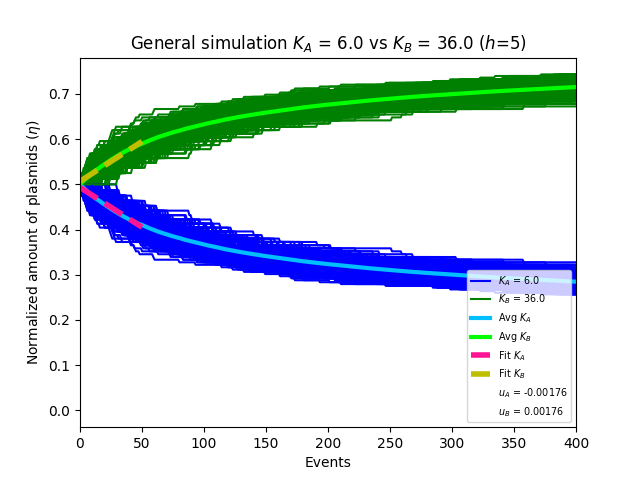 General simulation K_A = 6.0 vs K_B = 36.0 (h=5)
Normalized amount of plasmids (η)
0.7
0.6
0.5
0.4
0.3
0.2
0.1
0.0
K_A = 6.0
K_B = 36.0
Avg K_A
Avg K_B
Fit K_A
Fit K_B
u_A = -0.00176
u_B = 0.00176
0 50 100 150 200 250 300 350 400
Events